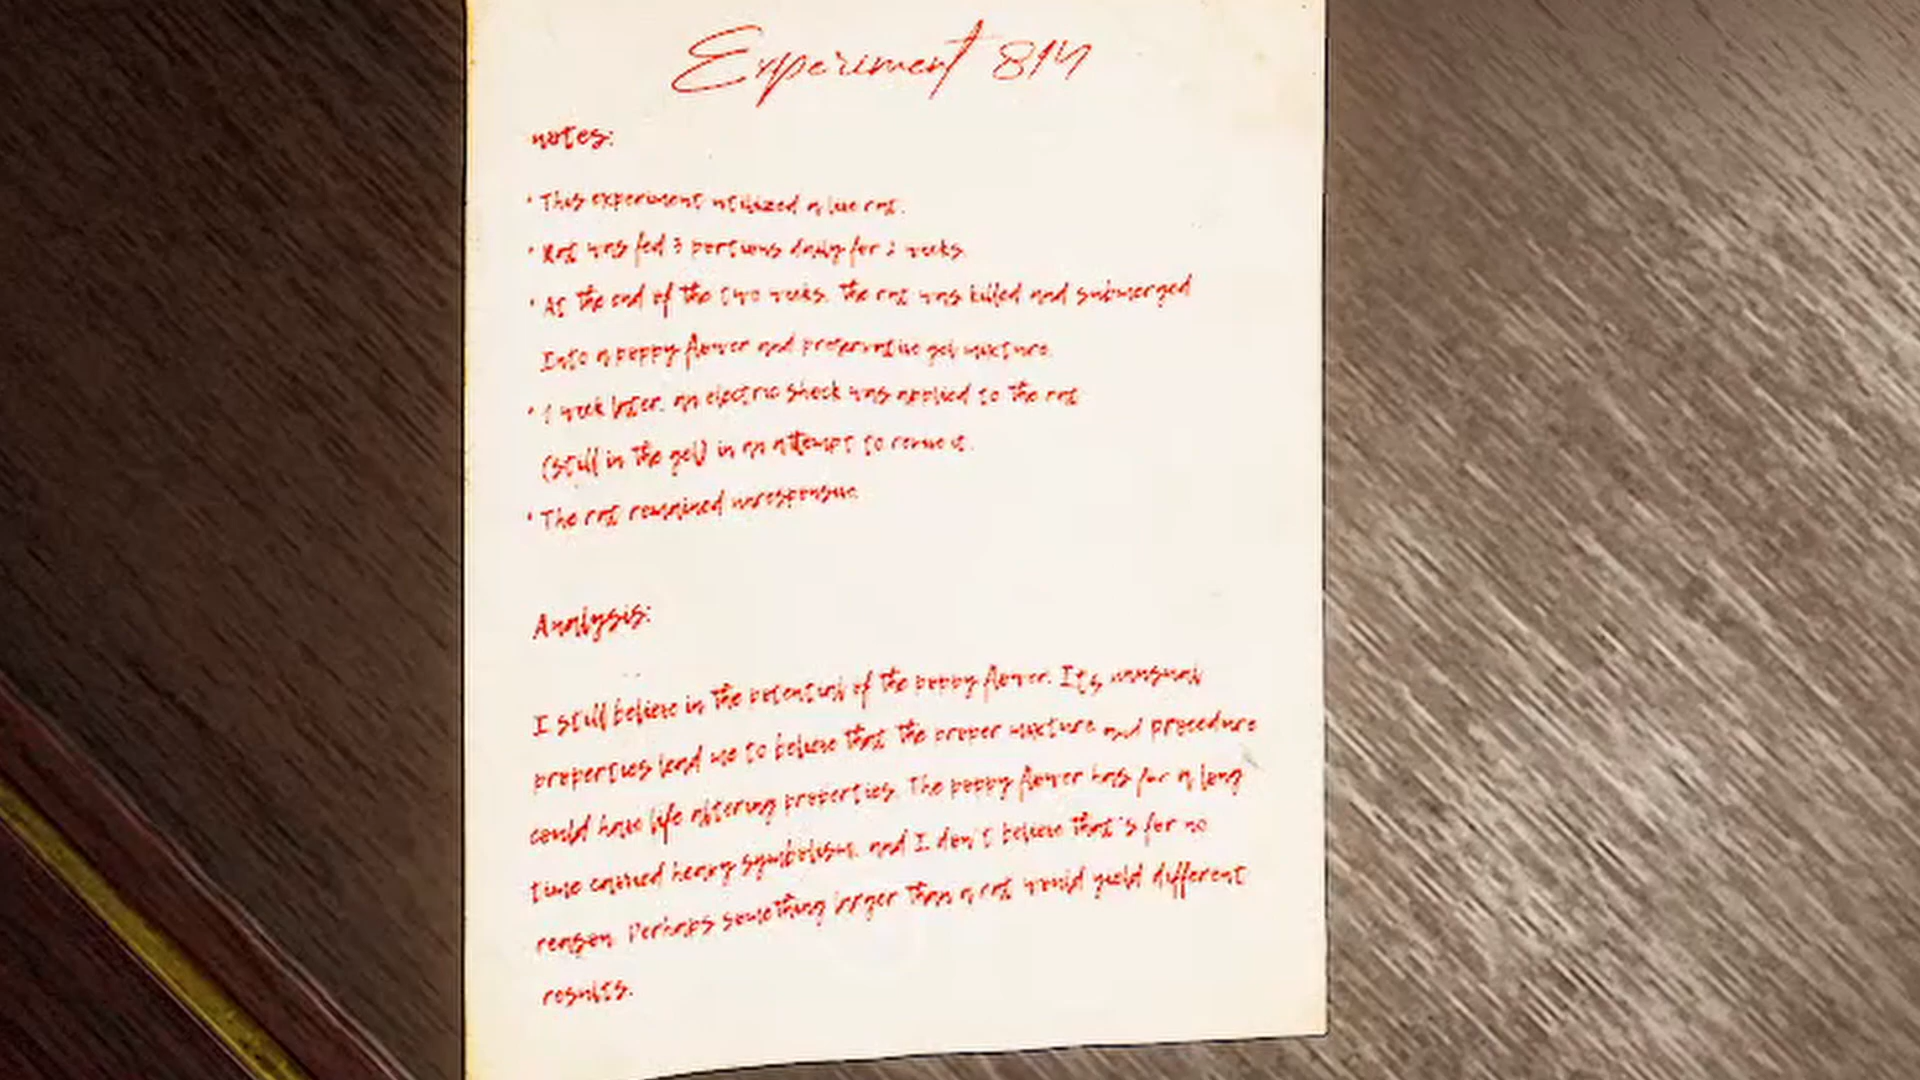 Experiment 814
notes:
• This experiment utilized a live rat.
• Rat was fed 3 portions daily for 2 weeks.
• At the end of the two weeks, the rat was killed and submerged
Into a poppy flower and preservative gel mixture.
• 1 week later, an electric shock was applied to the rat
(still in the gel) in an attempt to revive it.
• The rat remained unresponsive.
Analysis:
I still believe in the potential of the poppy flower. Its unusual
properties lead me to believe that the proper mixture and procedure
could have life altering properties. The poppy flower has for a long
time carried heavy symbolism, and I don't believe that's for no
reason. Perhaps something larger than a rat would yield different
results.